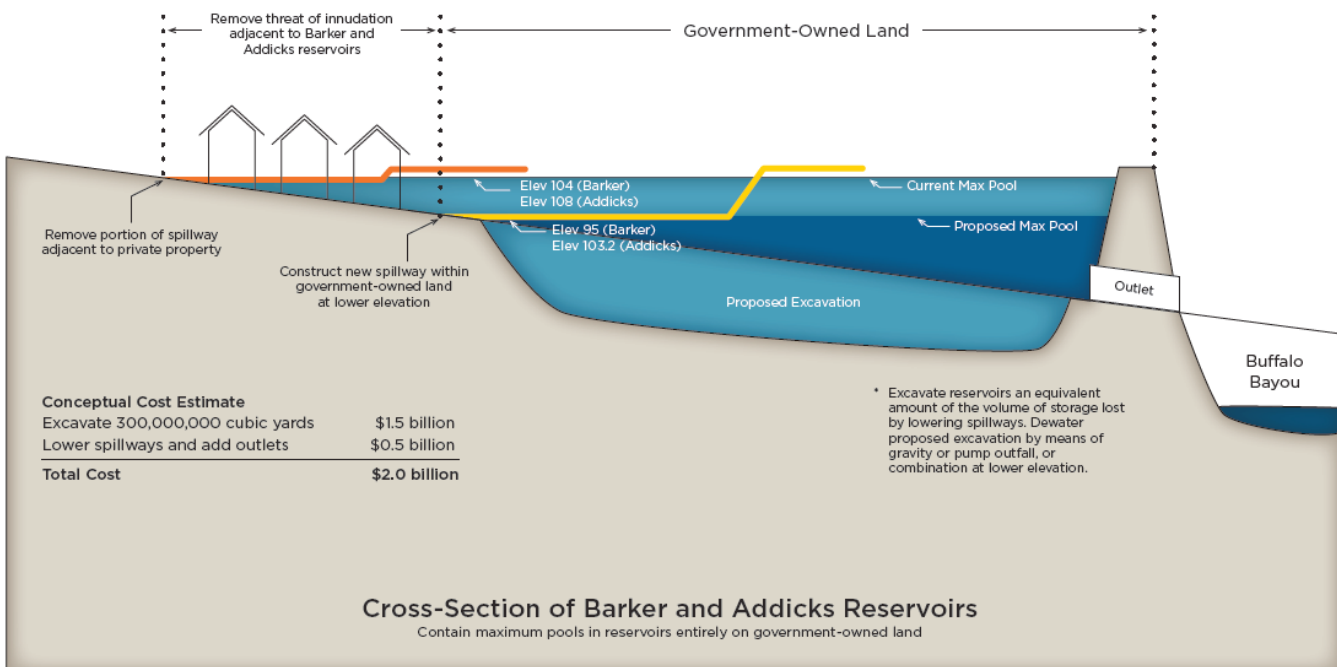 Remove threat of innudation
adjacent to Barker and
Addicks reservoirs
Government-Owned Land
Elev 104 (Barker)
Elev 108 (Addicks)
Current Max Pool
Remove portion of spillway
adjacent to private property
Elev 95 (Barker)
Elev 103.2 (Addicks)
Proposed Max Pool
Construct new spillway within
government-owned land
at lower elevation
Proposed Excavation
Outlet
Buffalo
Bayou
Conceptual Cost Estimate
Excavate 300,000,000 cubic yards $1.5 billion
Lower spillways and add outlets $0.5 billion
Total Cost $2.0 billion
* Excavate reservoirs an equivalent
amount of the volume of storage lost
by lowering spillways. Dewater
proposed excavation by means of
gravity or pump outfall, or
combination at lower elevation.
Cross-Section of Barker and Addicks Reservoirs
Contain maximum pools in reservoirs entirely on government-owned land